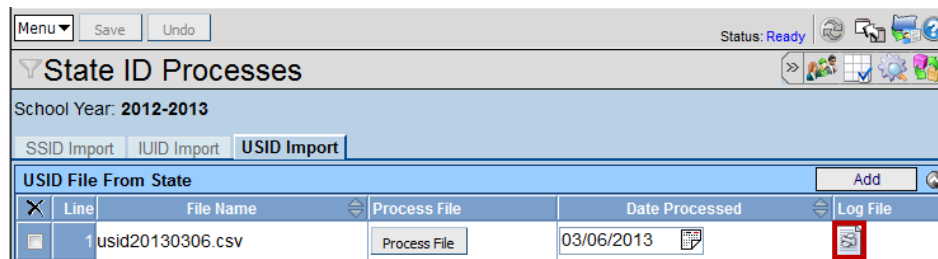 Menu▼ Save Undo Status: Ready
State ID Processes
School Year: 2012-2013
SSID Import IUID Import USID Import
USID File From State Add
Line File Name Process File Date Processed Log File
1 usid20130306.csv Process File 03/06/2013